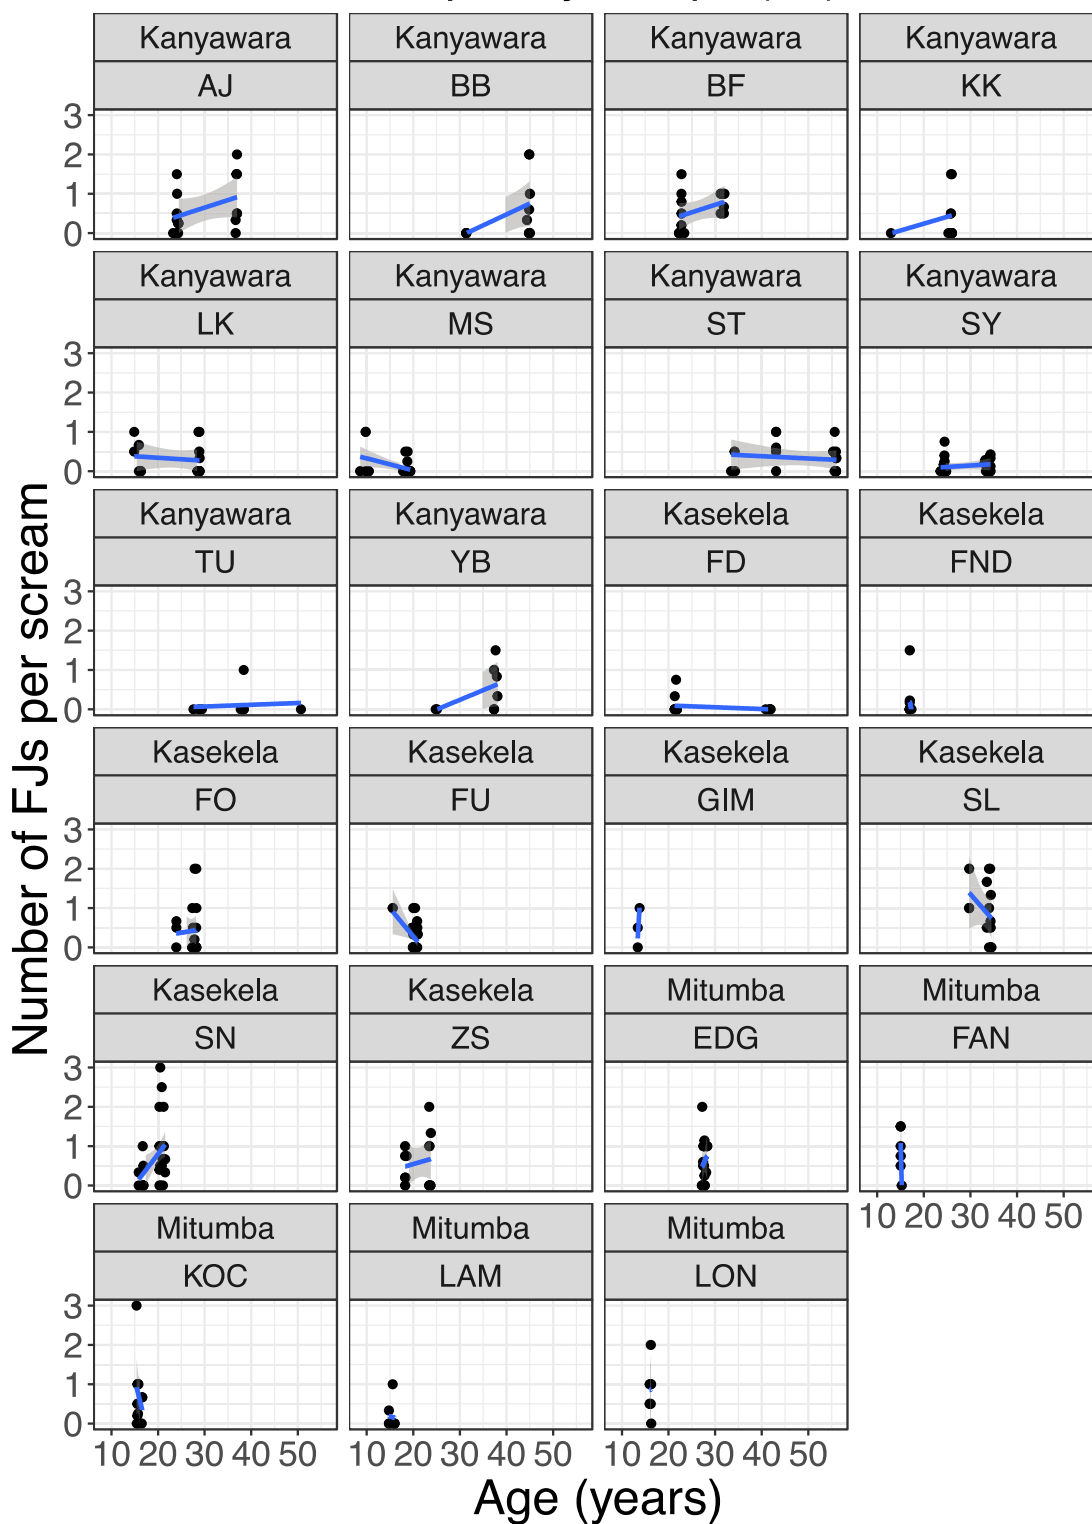 Kanyawara Kanyawara Kanyawara Kanyawara
AJ BB BF KK
3
2
1
0
Kanyawara Kanyawara Kanyawara Kanyawara
LK MS ST SY
3
2
1
0
Kanyawara Kanyawara Kasekela Kasekela
TU YB FD FND
3
2
1
0
Kasekela Kasekela Kasekela Kasekela
FO FU GIM SL
3
2
1
0
Kasekela Kasekela Mitumba Mitumba
SN ZS EDG FAN
3
2
1
0
10 20 30 40 50
Mitumba Mitumba Mitumba
KOC LAM LON
3
2
1
0
10 20 30 40 50 10 20 30 40 50 10 20 30 40 50
Number of FJs per scream
Age (years)